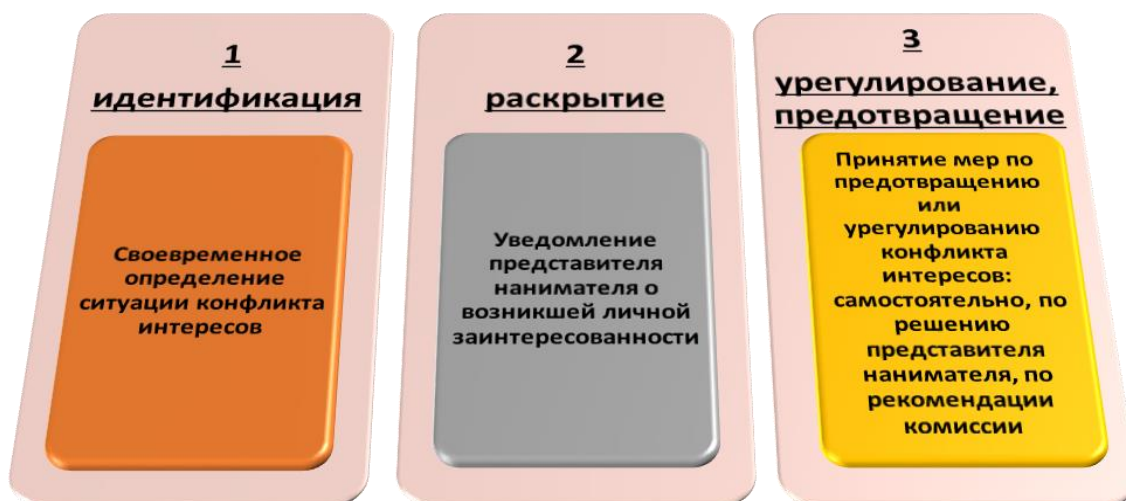 1
идентификация
Своевременное
определение
ситуации конфликта
интересов
2
раскрытие
Уведомление
представителя
нанимателя о
возникшей личной
заинтересованности
3
урегулирование,
предотвращение
Принятие мер по
предотвращению
или
урегулированию
конфликта
интересов:
самостоятельно, по
решению
представителя
нанимателя, по
рекомендации
комиссии